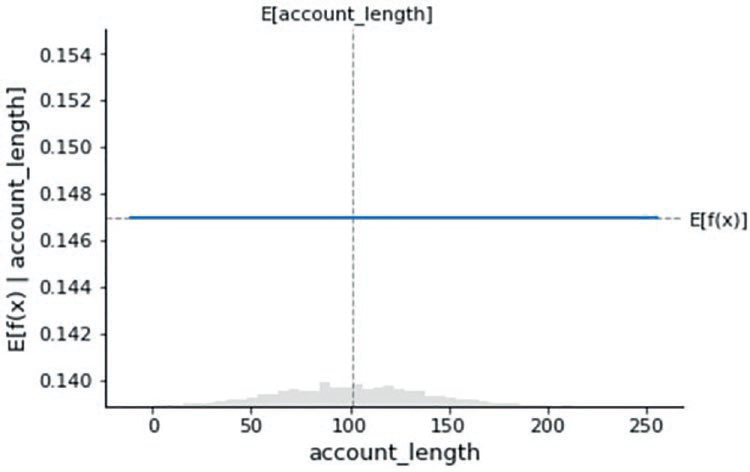 E[account_length]
E[f(x) | account_length]
0.154
0.152
0.150
0.148
0.146
0.144
0.142
0.140
E[f(x)]
0 50 100 150 200 250
account_length